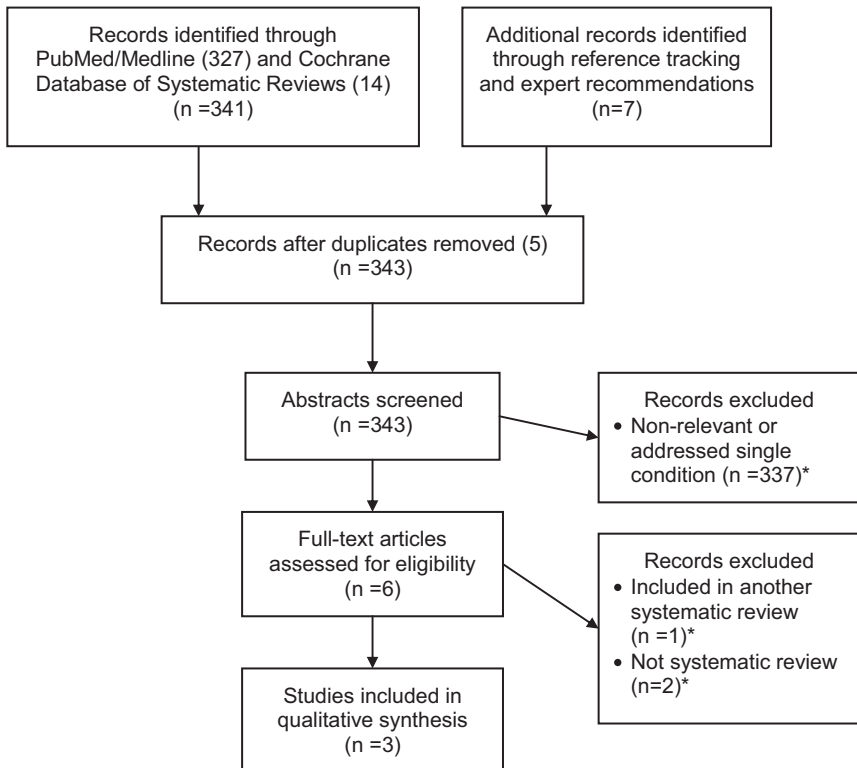 Records identified through
PubMed/Medline (327) and Cochrane
Database of Systematic Reviews (14)
(n =341)
Additional records identified
through reference tracking
and expert recommendations
(n=7)
Records after duplicates removed (5)
(n =343)
Abstracts screened
(n =343)
Records excluded
• Non-relevant or
addressed single
condition (n =337)*
Full-text articles
assessed for eligibility
(n =6)
Records excluded
• Included in another
systematic review
(n =1)*
• Not systematic review
(n=2)*
Studies included in
qualitative synthesis
(n =3)